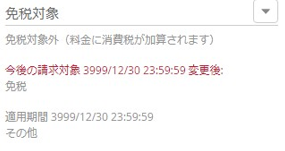 免税対象
免税対象外（料金に消費税が加算されます）
今後の請求対象 3999/12/30 23:59:59 変更後:
免税
適用期間 3999/12/30 23:59:59
その他